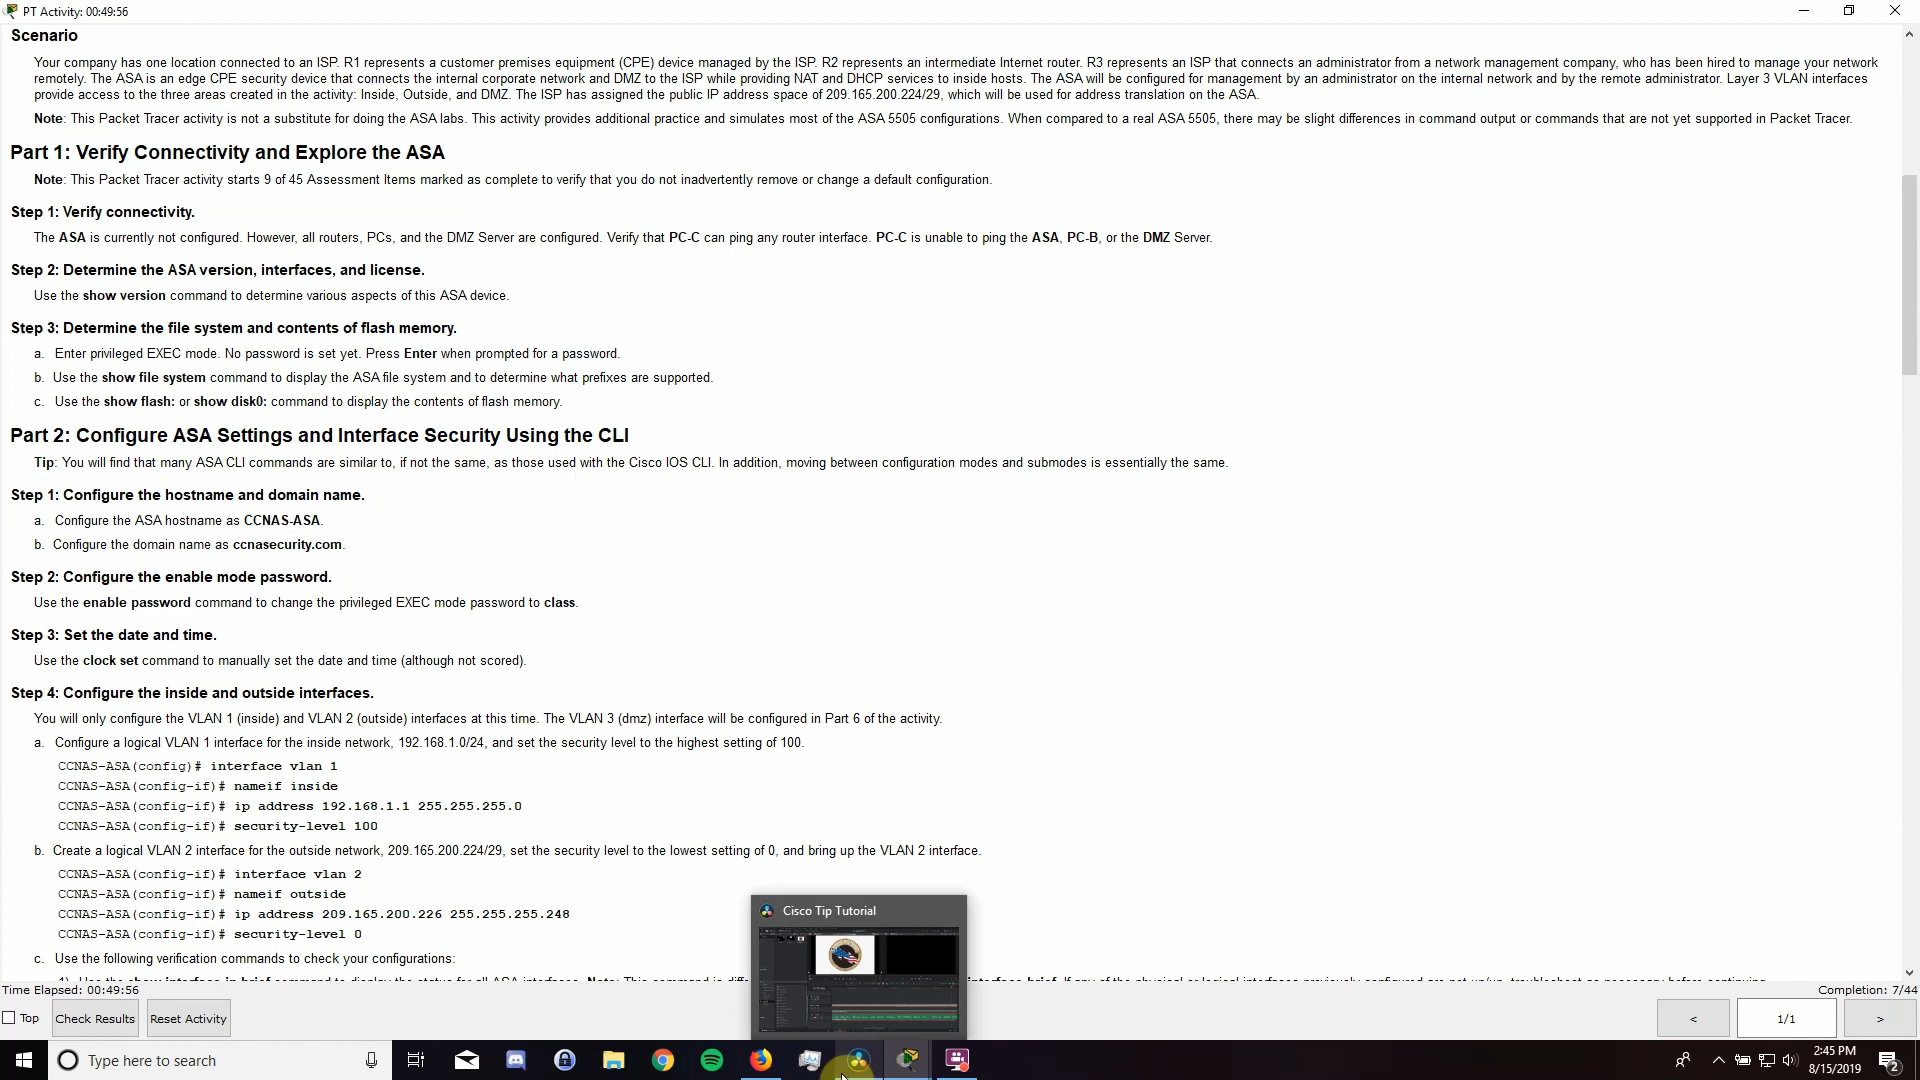 PT Activity: 00:49:56
Scenario
Your company has one location connected to an ISP. R1 represents a customer premises equipment (CPE) device managed by the ISP. R2 represents an intermediate Internet router. R3 represents an ISP that connects an administrator from a network management company, who has been hired to manage your network
remotely. The ASA is an edge CPE security device that connects the internal corporate network and DMZ to the ISP while providing NAT and DHCP services to inside hosts. The ASA will be configured for management by an administrator on the internal network and by the remote administrator. Layer 3 VLAN interfaces
provide access to the three areas created in the activity: Inside, Outside, and DMZ. The ISP has assigned the public IP address space of 209.165.200.224/29, which will be used for address translation on the ASA.
Note: This Packet Tracer activity is not a substitute for doing the ASA labs. This activity provides additional practice and simulates most of the ASA 5505 configurations. When compared to a real ASA 5505, there may be slight differences in command output or commands that are not yet supported in Packet Tracer.
Part 1: Verify Connectivity and Explore the ASA
Note: This Packet Tracer activity starts 9 of 45 Assessment Items marked as complete to verify that you do not inadvertently remove or change a default configuration.
Step 1: Verify connectivity.
The ASA is currently not configured. However, all routers, PCs, and the DMZ Server are configured. Verify that PC-C can ping any router interface. PC-C is unable to ping the ASA, PC-B, or the DMZ Server.
Step 2: Determine the ASA version, interfaces, and license.
Use the show version command to determine various aspects of this ASA device.
Step 3: Determine the file system and contents of flash memory.
a. Enter privileged EXEC mode. No password is set yet. Press Enter when prompted for a password.
b. Use the show file system command to display the ASA file system and to determine what prefixes are supported.
c. Use the show flash: or show disk0: command to display the contents of flash memory.
Part 2: Configure ASA Settings and Interface Security Using the CLI
Tip: You will find that many ASA CLI commands are similar to, if not the same, as those used with the Cisco IOS CLI. In addition, moving between configuration modes and submodes is essentially the same.
Step 1: Configure the hostname and domain name.
a. Configure the ASA hostname as CCNAS-ASA.
b. Configure the domain name as ccnasecurity.com.
Step 2: Configure the enable mode password.
Use the enable password command to change the privileged EXEC mode password to class.
Step 3: Set the date and time.
Use the clock set command to manually set the date and time (although not scored).
Step 4: Configure the inside and outside interfaces.
You will only configure the VLAN 1 (inside) and VLAN 2 (outside) interfaces at this time. The VLAN 3 (dmz) interface will be configured in Part 6 of the activity.
a. Configure a logical VLAN 1 interface for the inside network, 192.168.1.0/24, and set the security level to the highest setting of 100.
CCNAS-ASA(config)# interface vlan 1
CCNAS-ASA(config-if)# nameif inside
CCNAS-ASA(config-if)# ip address 192.168.1.1 255.255.255.0
CCNAS-ASA(config-if)# security-level 100
b. Create a logical VLAN 2 interface for the outside network, 209.165.200.224/29, set the security level to the lowest setting of 0, and bring up the VLAN 2 interface.
CCNAS-ASA(config-if)# interface vlan 2
CCNAS-ASA(config-if)# nameif outside
CCNAS-ASA(config-if)# ip address 209.165.200.226 255.255.255.248
CCNAS-ASA(config-if)# security-level 0
c. Use the following verification commands to check your configurations:
Cisco Tip Tutorial
Time Elapsed: 00:49:56
Completion: 7/44
Top
Check Results
Reset Activity
<
1/1
>
Type here to search
2:45 PM
8/15/2019
2